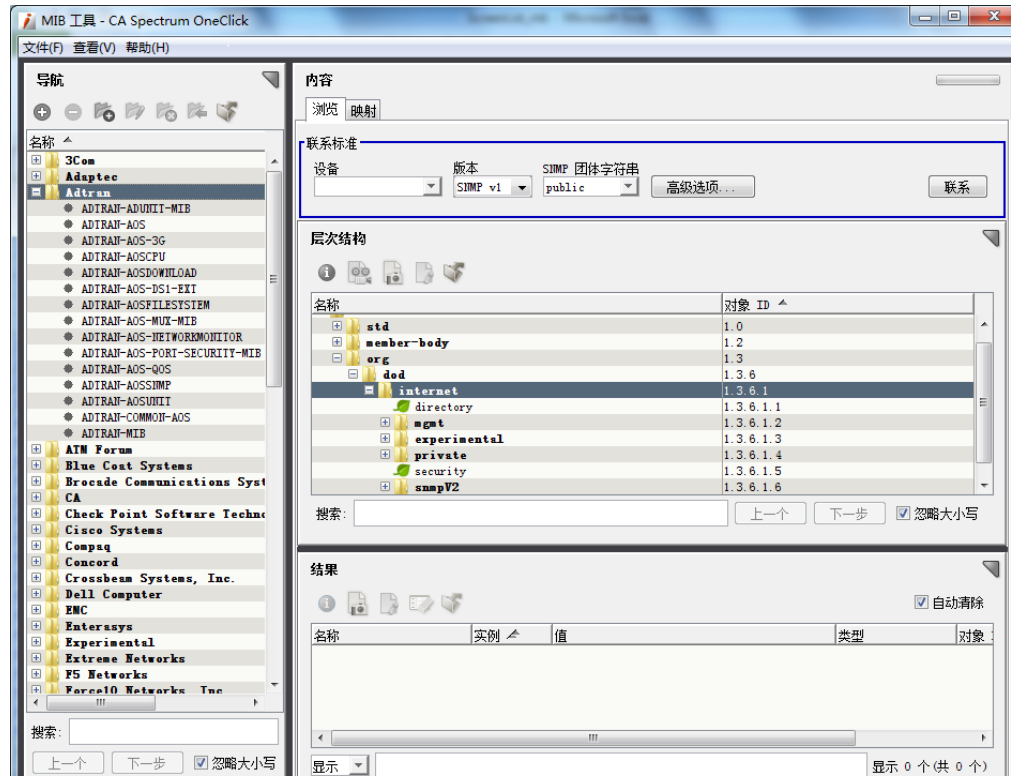 MIB 工具 - CA Spectrum OneClick
文件(F) 查看(V) 帮助(H)
导航
名称
3Com
Adaptec
Adtran
ADTRAN-ADUNIT-MIB
ADTRAN-AOS
ADTRAN-AOS-3G
ADTRAN-AOSCPU
ADTRAN-AOSDOWNLOAD
ADTRAN-AOS-DS1-EXT
ADTRAN-AOSFILESYSTEM
ADTRAN-AOS-MUX-MIB
ADTRAN-AOS-NETWORKMONITOR
ADTRAN-AOS-PORT-SECURITY-MIB
ADTRAN-AOS-QOS
ADTRAN-AOSSNMP
ADTRAN-AOSUNIT
ADTRAN-COMMON-AOS
ADTRAN-MIB
ATM Forum
Blue Coat Systems
Brocade Communications Syst
CA
Check Point Software Techno
Cisco Systems
Compaq
Concord
Crossbeam Systems, Inc.
Dell Computer
EMC
Enterasys
Experimental
Extreme Networks
F5 Networks
Force10 Networks, Inc
搜索:
上一个 下一步 忽略大小写
内容
浏览 映射
联系标准
设备 版本 SNMP 团体字符串
SNMP v1 public 高级选项... 联系
层次结构
名称 对象 ID
std 1.0
member-body 1.2
org 1.3
dod 1.3.6
internet 1.3.6.1
directory 1.3.6.1.1
mgmt 1.3.6.1.2
experimental 1.3.6.1.3
private 1.3.6.1.4
security 1.3.6.1.5
snmpV2 1.3.6.1.6
搜索: 上一个 下一步 忽略大小写
结果
自动清除
名称 实例 值 类型 对象
显示 显示 0 个(共 0 个)